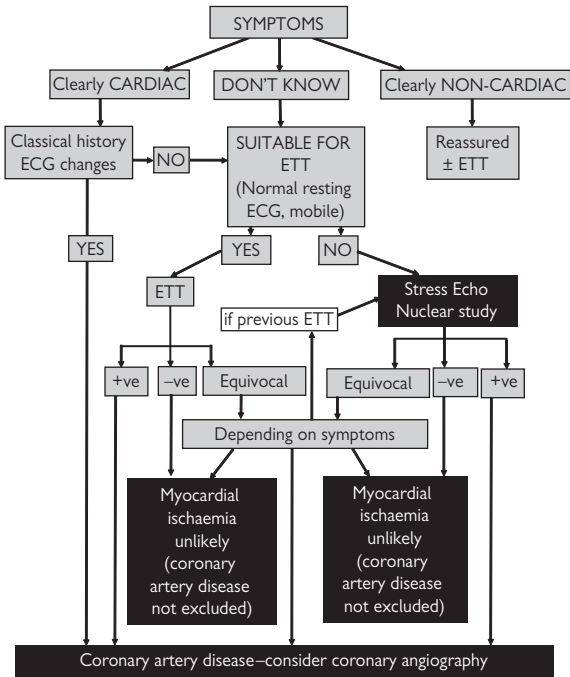 SYMPTOMS
Clearly CARDIAC
DON'T KNOW
Clearly NON-CARDIAC
Classical history
ECG changes
NO
SUITABLE FOR
ETT
(Normal resting
ECG, mobile)
Reassured
± ETT
YES
YES
NO
ETT
Stress Echo
Nuclear study
if previous ETT
+ve
–ve
Equivocal
Equivocal
–ve
+ve
Depending on symptoms
Myocardial
ischaemia
unlikely
(coronary
artery disease
not excluded)
Myocardial
ischaemia
unlikely
(coronary
artery disease
not excluded)
Coronary artery disease–consider coronary angiography